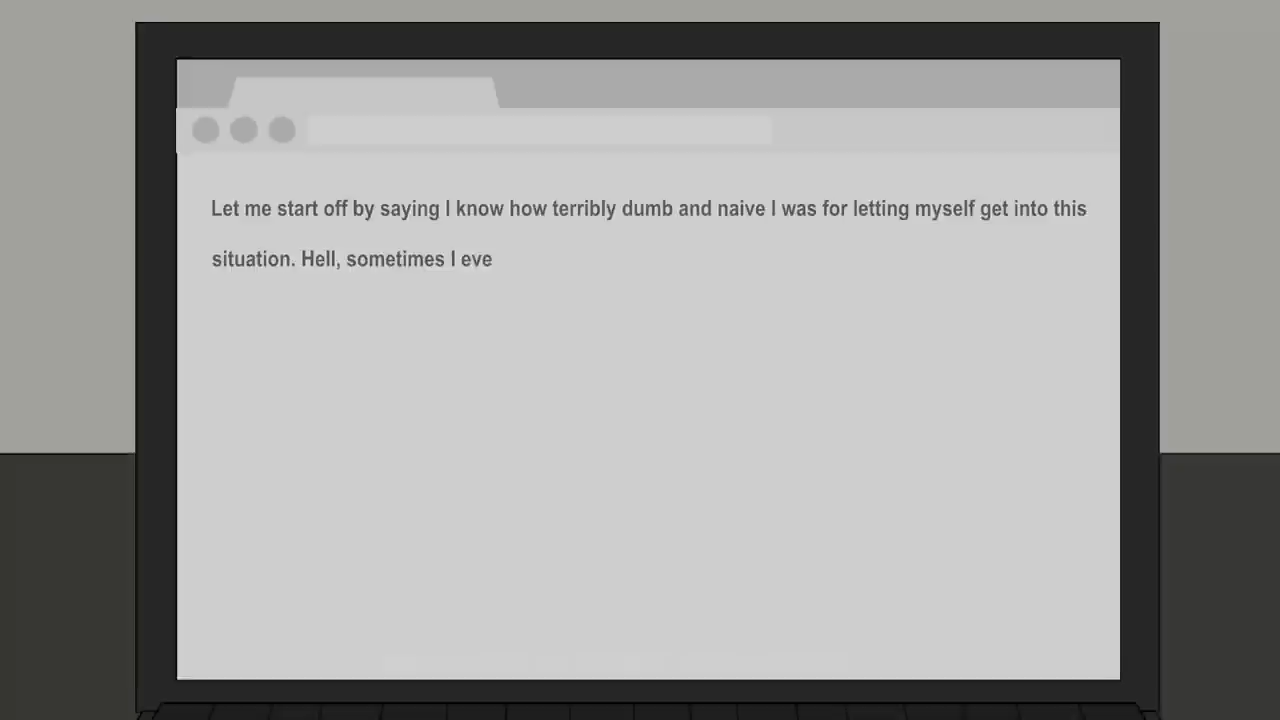 Let me start off by saying I know how terribly dumb and naive I was for letting myself get into this
situation. Hell, sometimes I eve